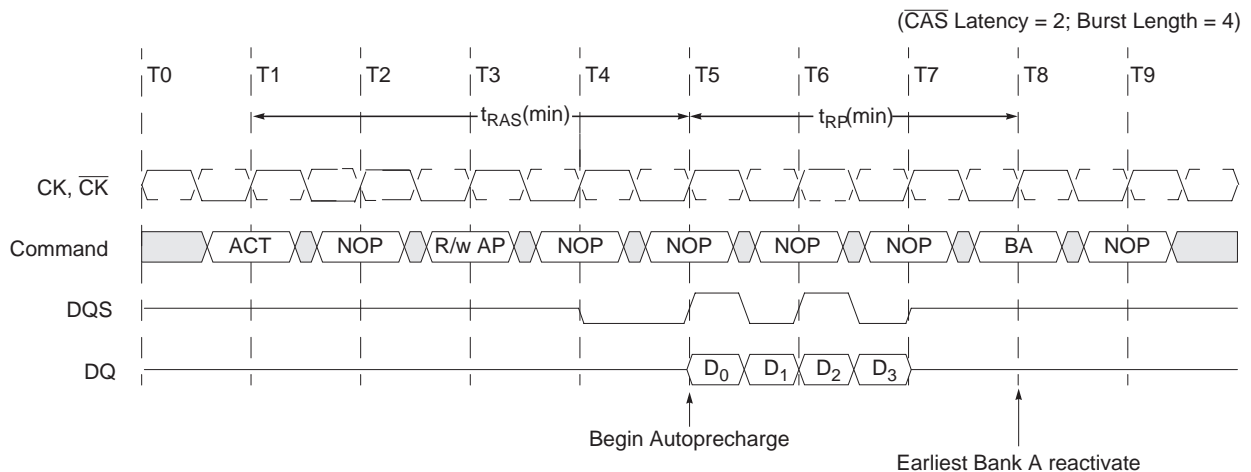 (C̅A̅S̅ Latency = 2; Burst Length = 4)
T0 T1 T2 T3 T4 T5 T6 T7 T8 T9
tRAS(min) tRP(min)
CK, C̅K̅
Command ACT NOP R/w AP NOP NOP NOP NOP BA NOP
DQS
DQ D0 D1 D2 D3
Begin Autoprecharge
Earliest Bank A reactivate